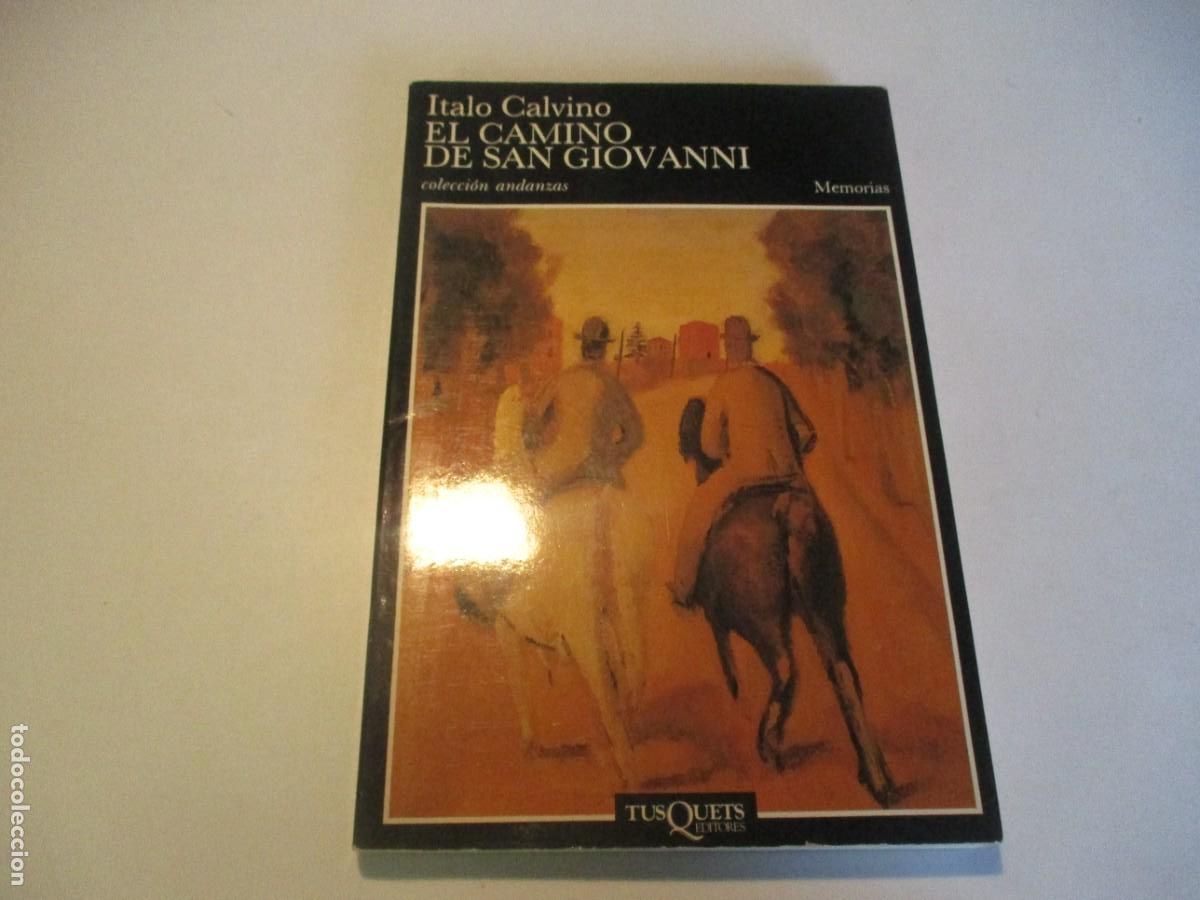 Italo Calvino
EL CAMINO
DE SAN GIOVANNI
colección andanzas
Memorias
TUSQUETS
EDITORES
todocoleccion